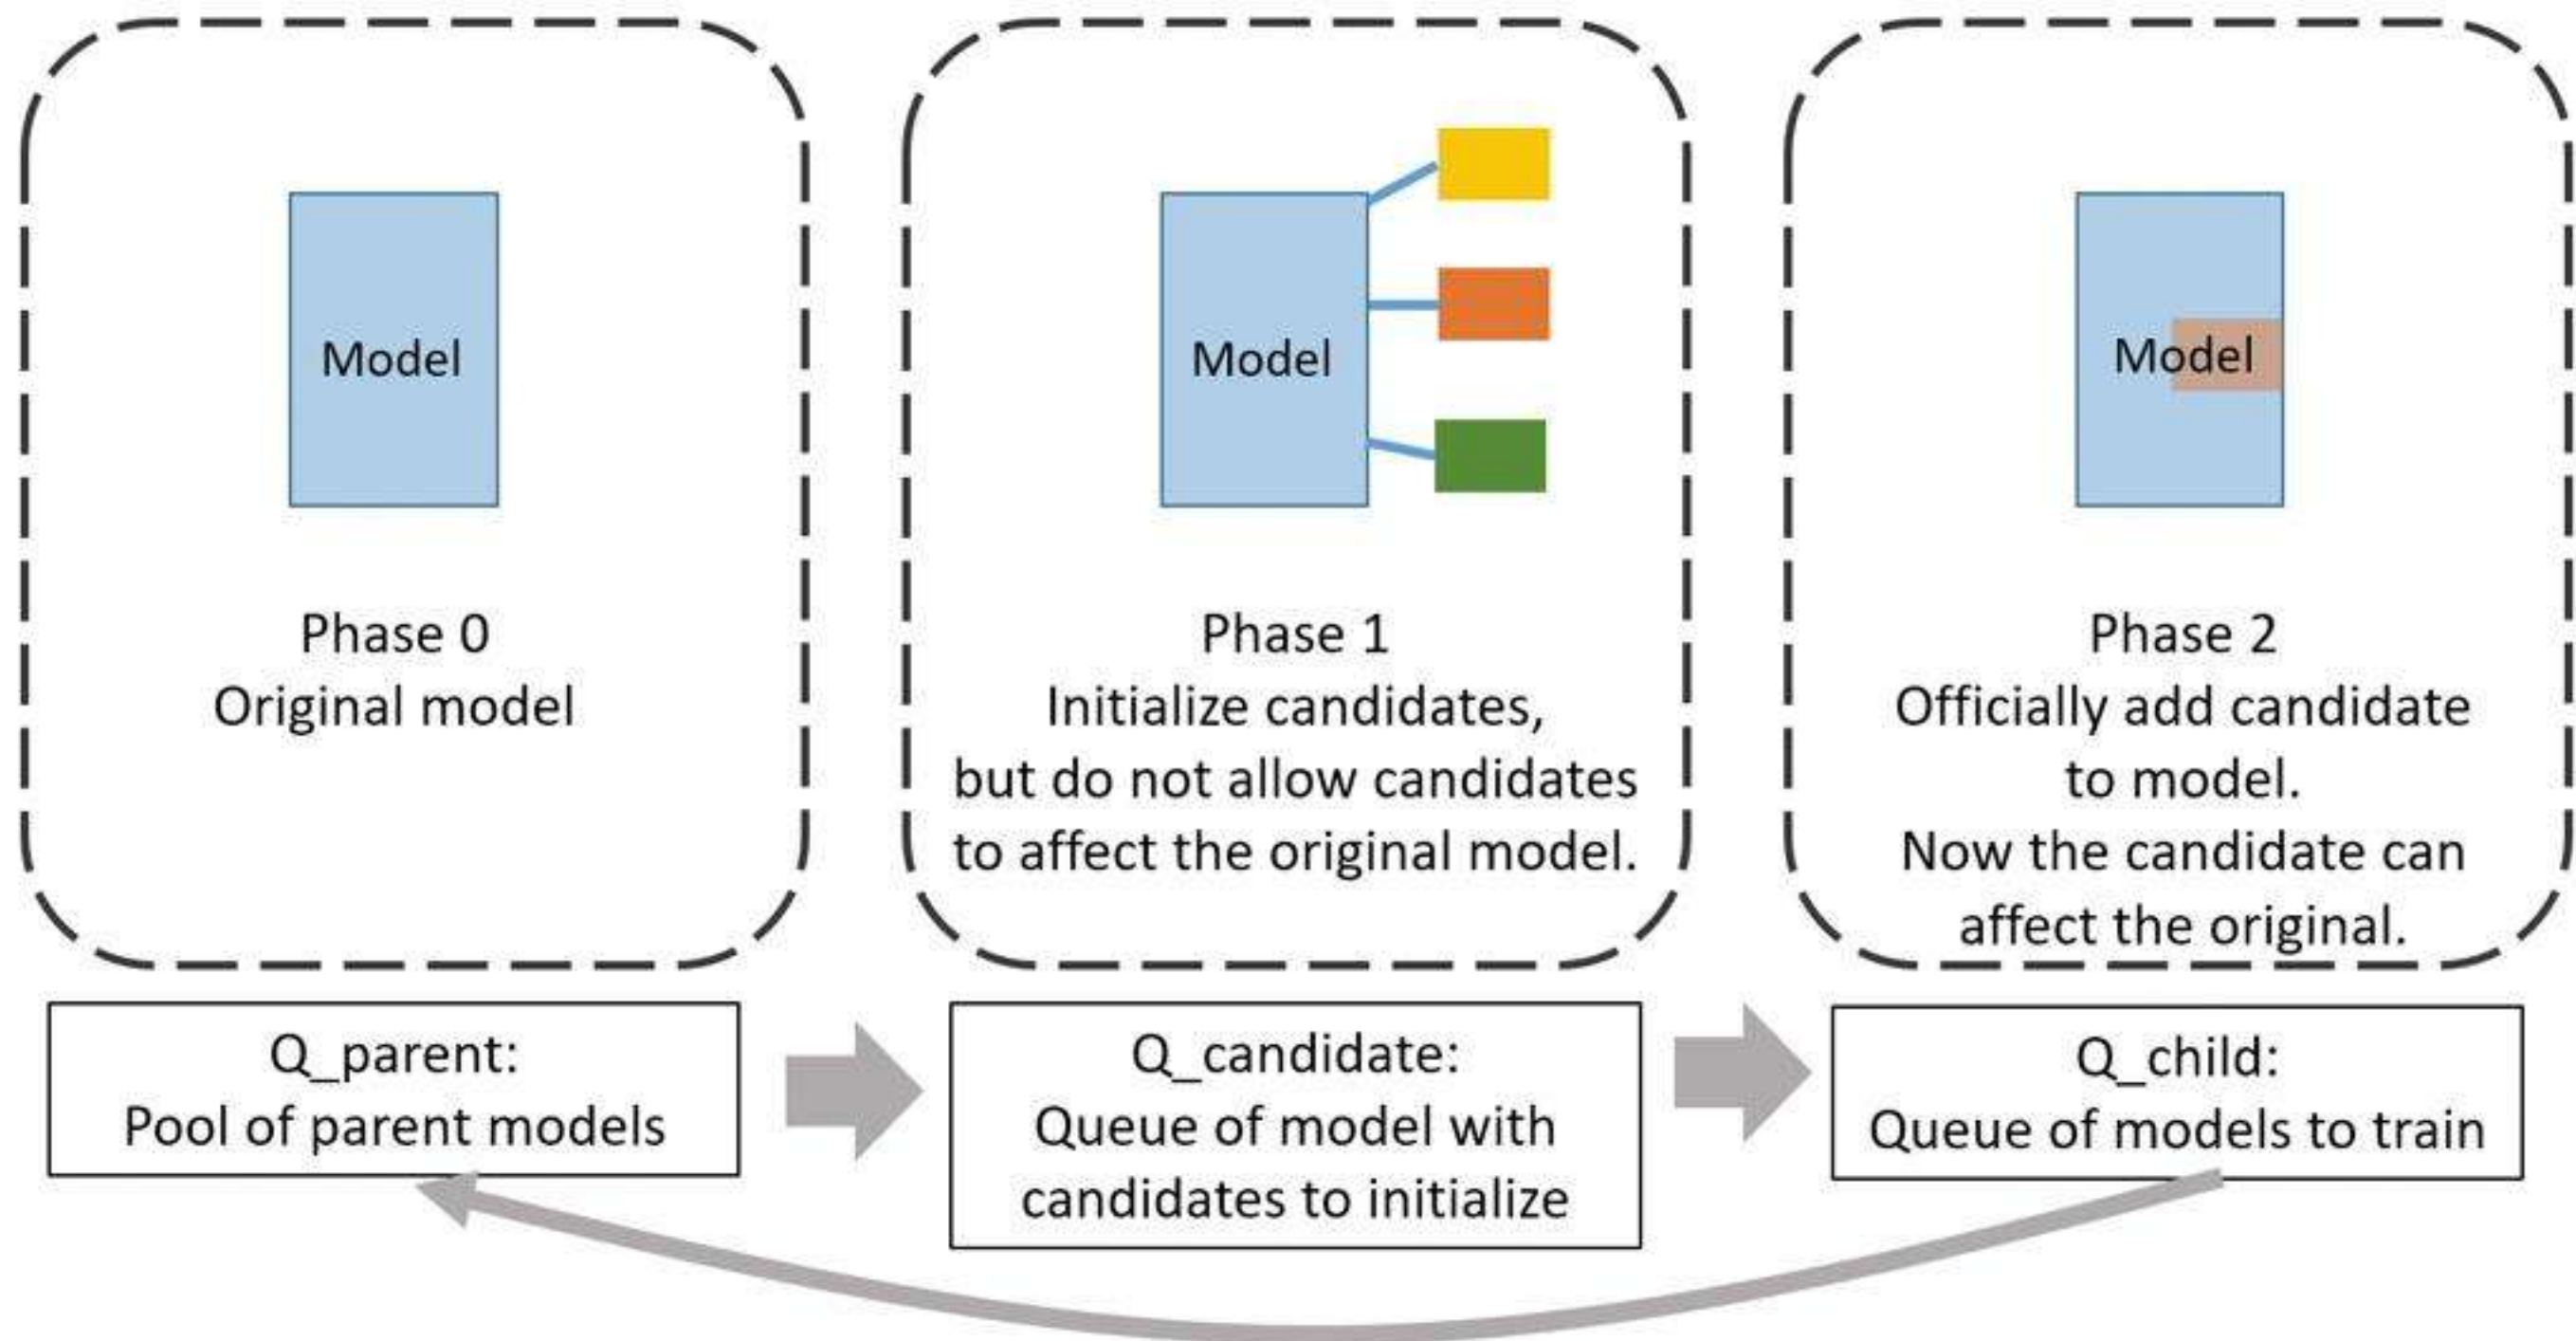 Model
Phase 0
Original model
Model
Phase 1
Initialize candidates,
but do not allow candidates
to affect the original model.
Model
Phase 2
Officially add candidate
to model.
Now the candidate can
affect the original.
Q_parent:
Pool of parent models
Q_candidate:
Queue of model with
candidates to initialize
Q_child:
Queue of models to train